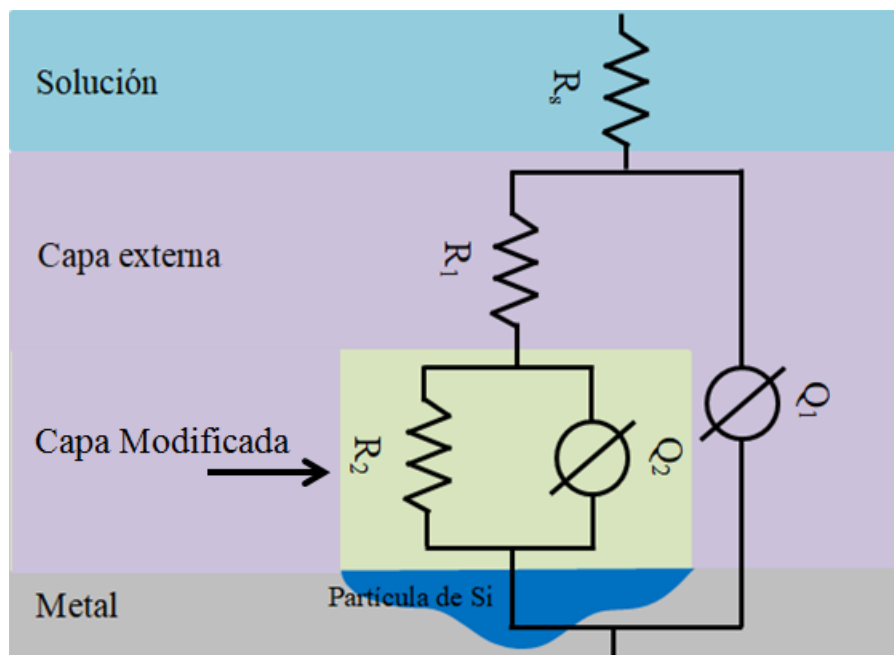 Solución
Rₛ
Capa externa
R₁
Capa Modificada
R₂
Q₂
Q₁
Partícula de Si
Metal